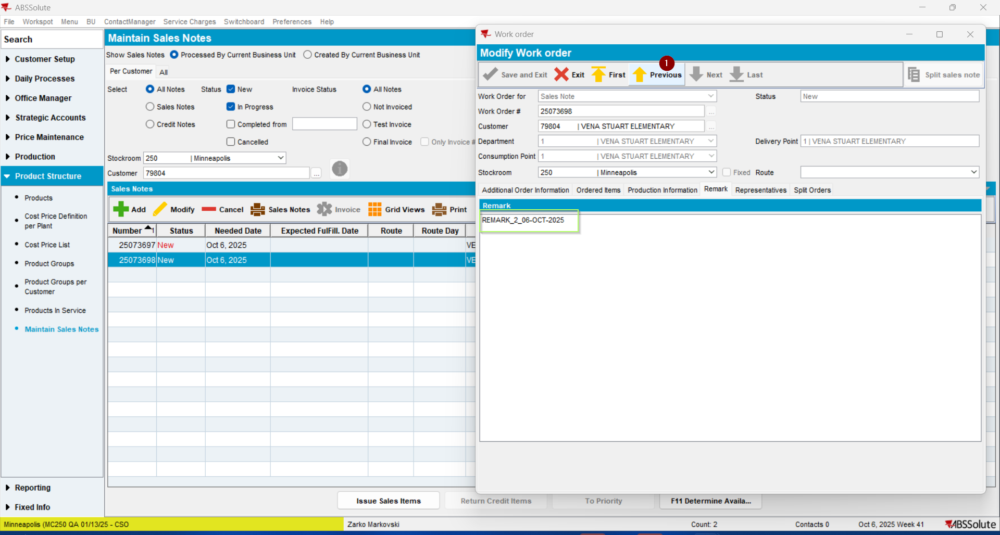 ABSSolute
File Workspot Menu BU ContactManager Service Charges Switchboard Preferences Help
Search
Customer Setup
Daily Processes
Office Manager
Strategic Accounts
Price Maintenance
Production
Product Structure
Products
Cost Price Definition
per Plant
Cost Price List
Product Groups
Product Groups per
Customer
Products In Service
Maintain Sales Notes
Reporting
Fixed Info
Maintain Sales Notes
Show Sales Notes Processed By Current Business Unit Created By Current Business Unit
Per Customer All
Select All Notes Status New Invoice Status All Notes
Sales Notes In Progress Not Invoiced
Credit Notes Completed from Test Invoice
Cancelled Final Invoice Only Invoice #
Stockroom 250 | Minneapolis
Customer 79804 ...
Sales Notes
Add Modify Cancel Sales Notes Invoice Grid Views Print
Number 1 Status Needed Date Expected FulFill. Date Route Route Day
25073697 New Oct 6, 2025 VE
25073698 New Oct 6, 2025 VE
Issue Sales Items Return Credit Items To Priority F11 Determine Availa...
Work order
Modify Work order
1
Save and Exit Exit First Previous Next Last Split sales note
Work Order for Sales Note Status New
Work Order # 25073698 ...
Customer 79804 | VENA STUART ELEMENTARY ...
Department 1 | VENA STUART ELEMENTARY Delivery Point 1 | VENA STUART ELEMENTARY
Consumption Point 1 | VENA STUART ELEMENTARY
Stockroom 250 | Minneapolis Fixed Route
Additional Order Information Ordered Items Production Information Remark Representatives Split Orders
Remark
REMARK_2_06-OCT-2025
Minneapolis (MC250 QA 01/13/25 - CSO Zarko Markovski Count: 2 Contacts 0 Oct 6, 2025 Week 41 ABSSolute